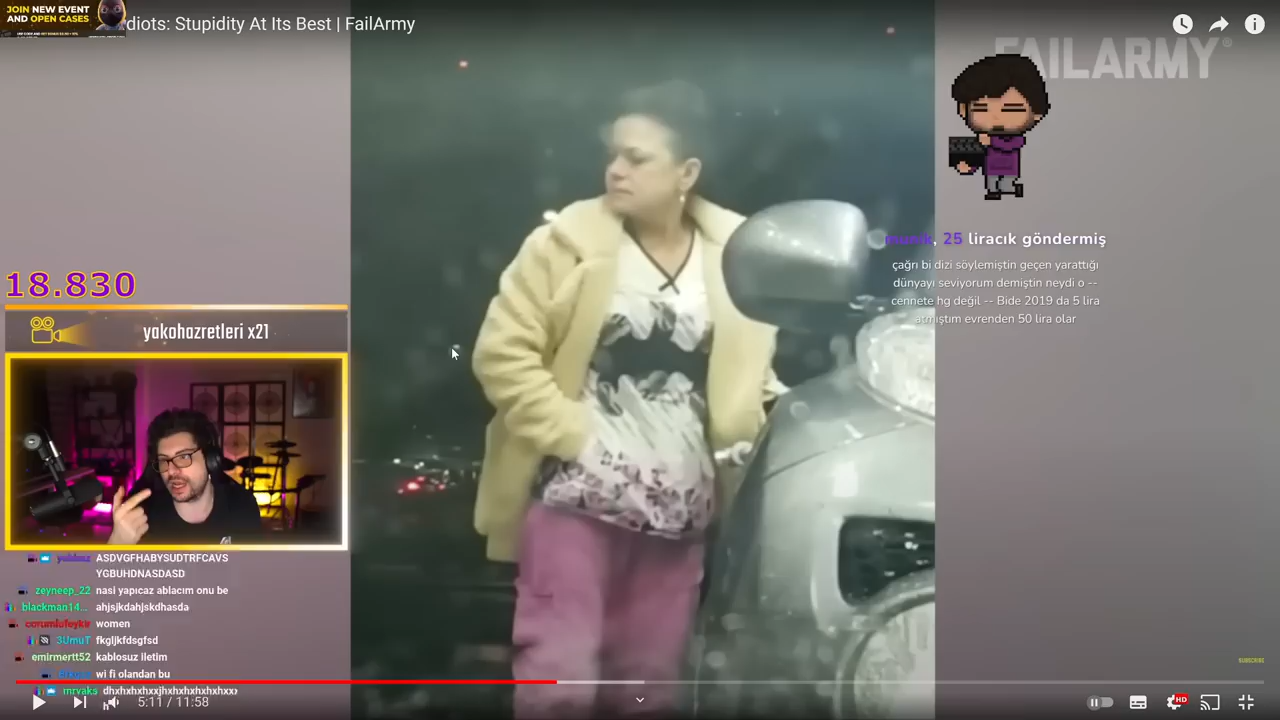 JOIN NEW EVENT
AND OPEN CASES
diots: Stupidity At Its Best | FailArmy
FAILARMY®
, 25 liracık göndermiş
çağrı bi dizi söylemiştin geçen yarattığı
dünyayı seviyorum demiştin neydi o --
cennete hg değil -- Bide 2019 da 5 lira
atmıştım evrenden 50 lira olar
18.830
yakohazretleri x21
ASDVGFHABYSUDTRFCAVS
YGBUHDNASDASD
zeyneep_22 nasi yapıcaz ablacım onu be
blackman14... ahjsjkdahjskdhasda
corumlufeykir women
3UmuT fkgljkfdsgfsd
emirmertt52 kablosuz iletim
wi fi olandan bu
mrvaks dhxhxhxhxxjhxhxhxhxhxxx
SUBSCRIBE
5:11 / 11:58
HD